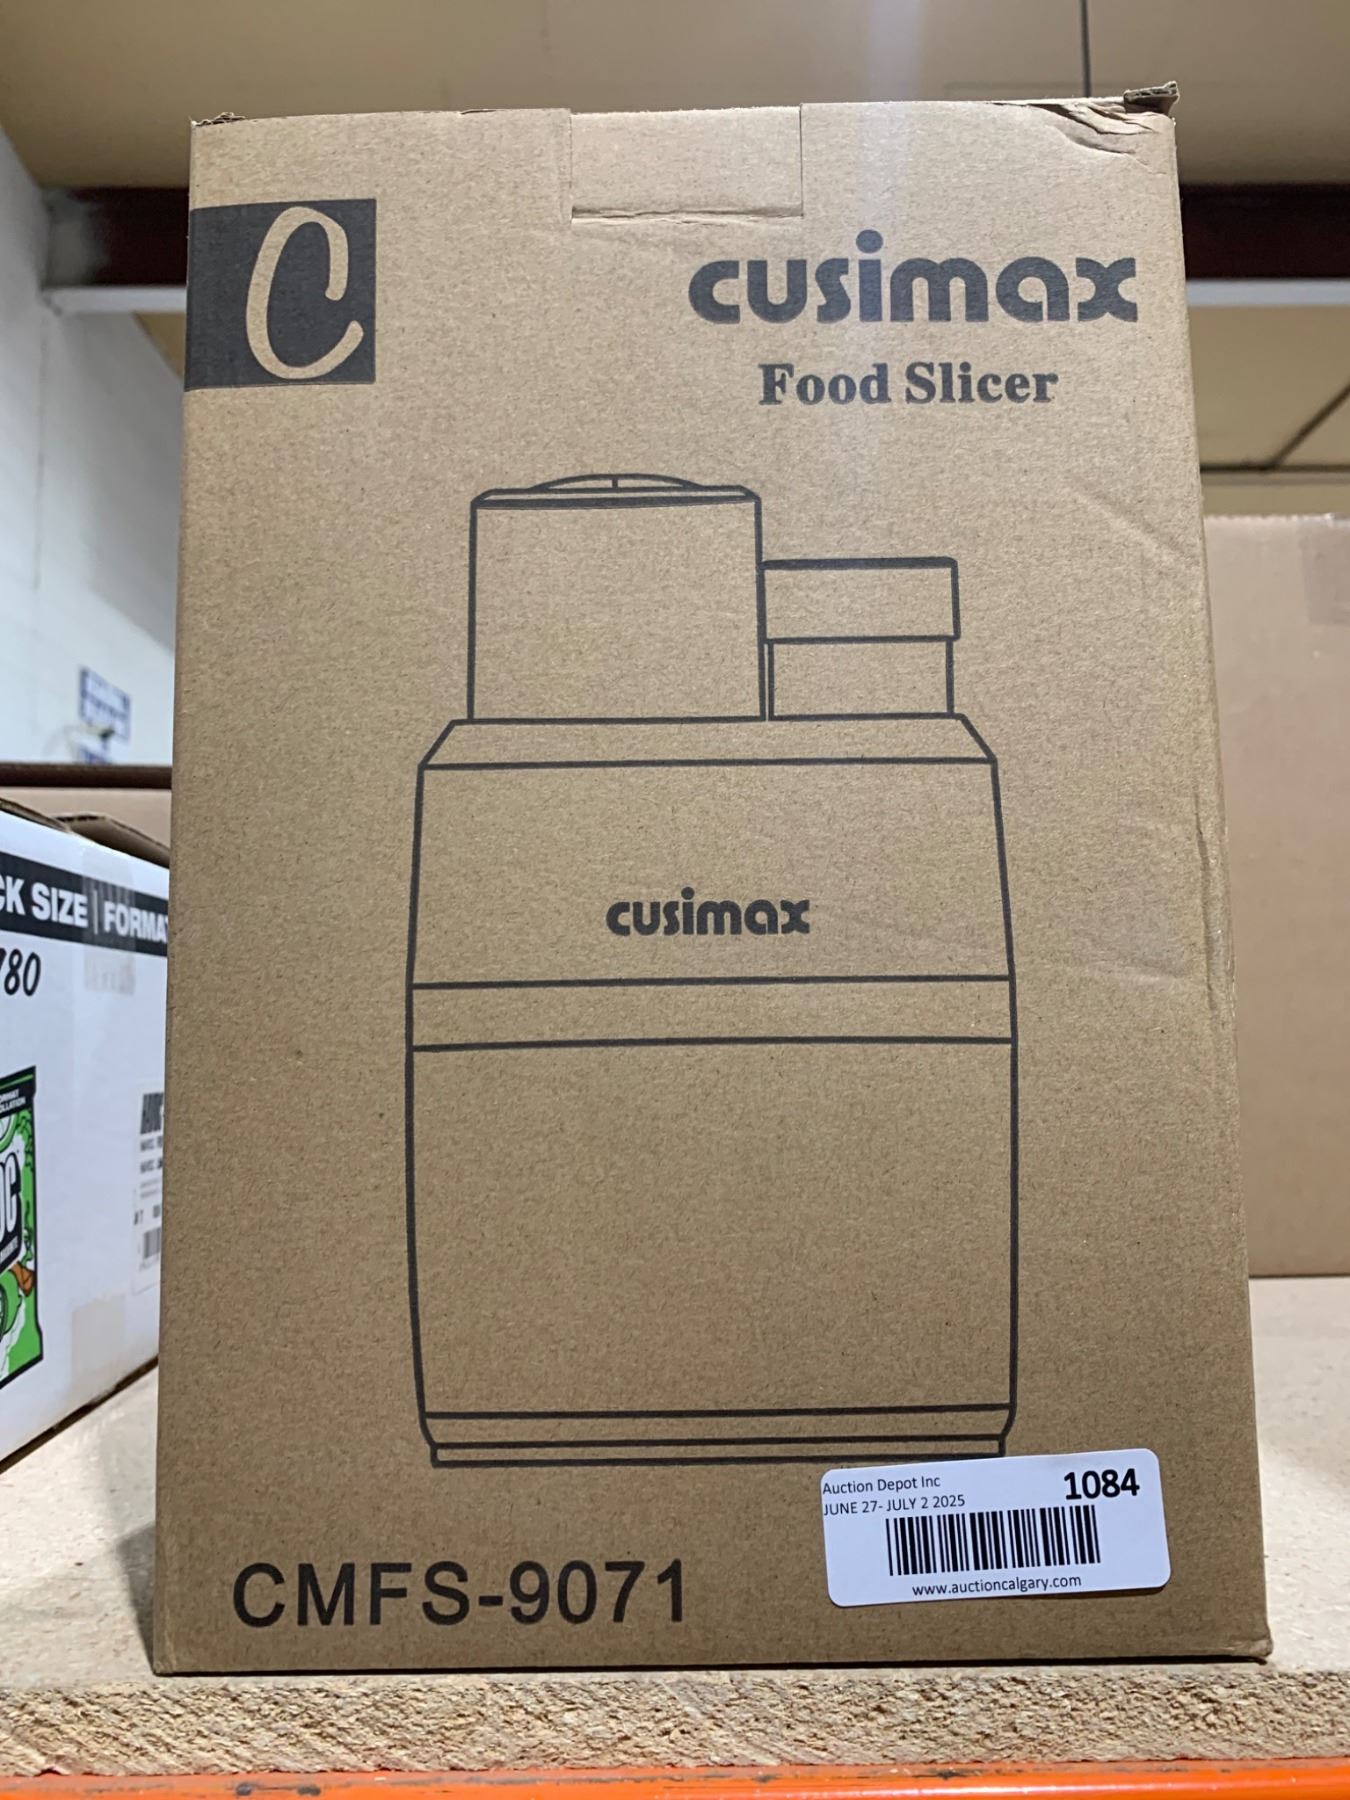 C
cusimax
Food Slicer
cusimax
CMFS-9071
Auction Depot Inc
1084
JUNE 27- JULY 2 2025
www.auctioncalgary.com
CK SIZE | FORMA
780